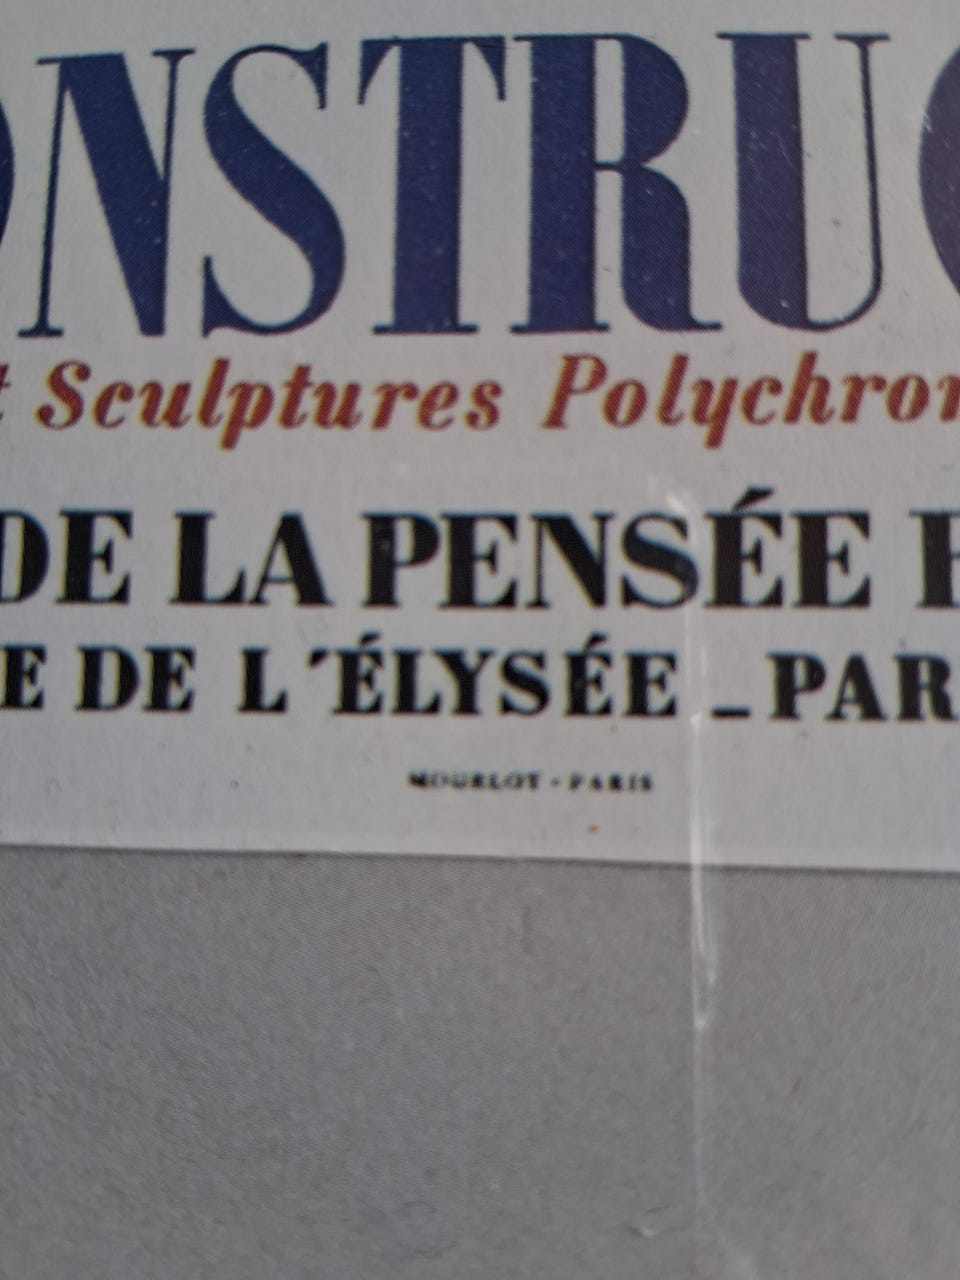 ONSTRUC
t Sculptures Polychrom
DE LA PENSÉE F
E DE L'ÉLYSÉE _ PAR
MOURLOT - PARIS